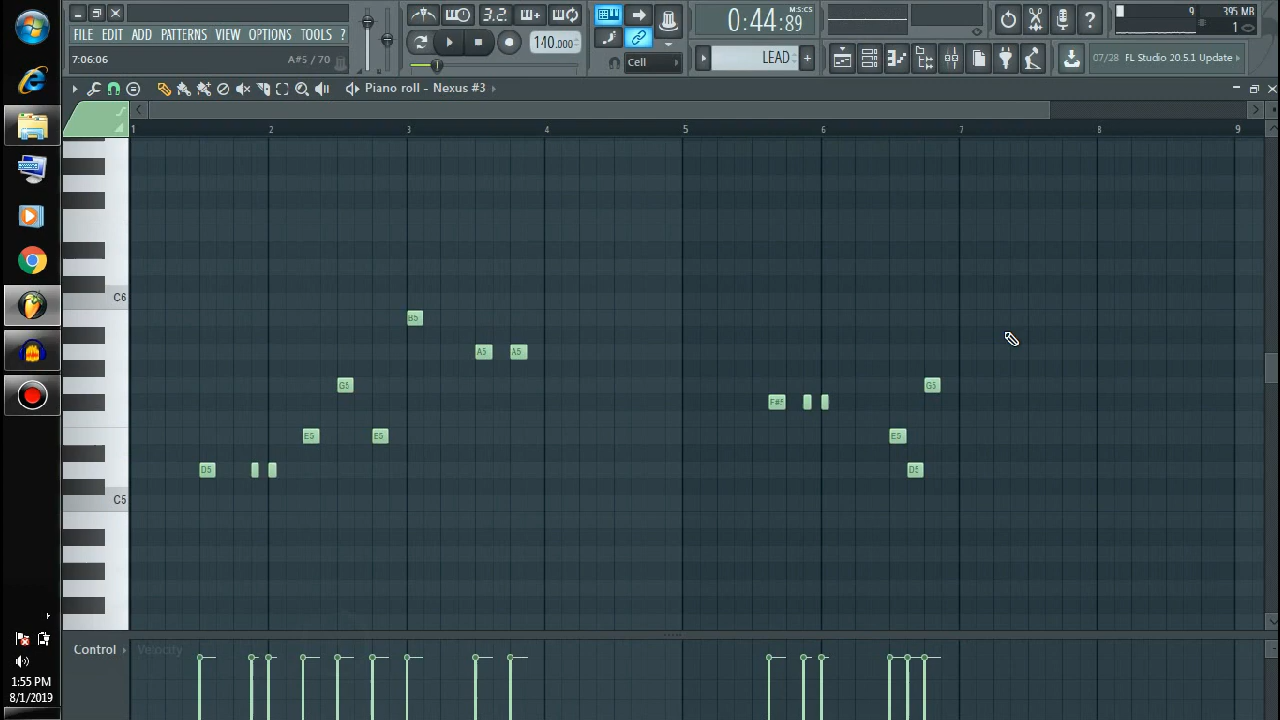 3.2.
140.000
0:44:89
M:S:CS
9
395 MB
1
FILE EDIT ADD PATTERNS VIEW OPTIONS TOOLS ?
7:06:06
A#5 / 70
Cell
LEAD
+
07/28 FL Studio 20.5.1 Update
Piano roll - Nexus #3
1 2 3 4 5 6 7 8 9
C6
B5
A5 A5
G5 G5
F#5
E5 E5 E5
D5 D5
C5
Control Velocity
1:55 PM
8/1/2019